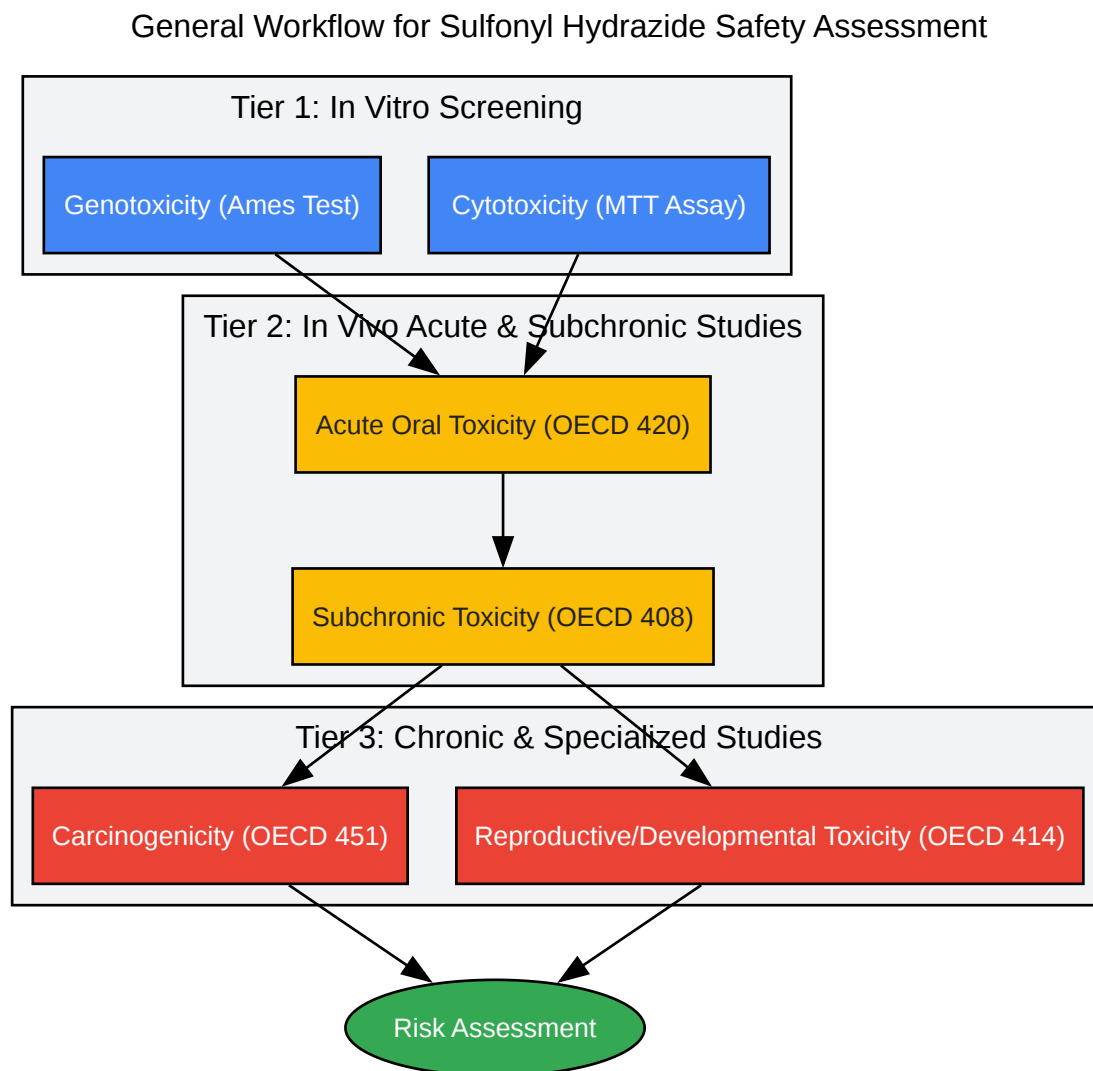 General Workflow for Sulfonyl Hydrazide Safety Assessment
Tier 1: In Vitro Screening
Genotoxicity (Ames Test)
Cytotoxicity (MTT Assay)
Tier 2: In Vivo Acute & Subchronic Studies
Acute Oral Toxicity (OECD 420)
Subchronic Toxicity (OECD 408)
Tier 3: Chronic & Specialized Studies
Carcinogenicity (OECD 451)
Reproductive/Developmental Toxicity (OECD 414)
Risk Assessment